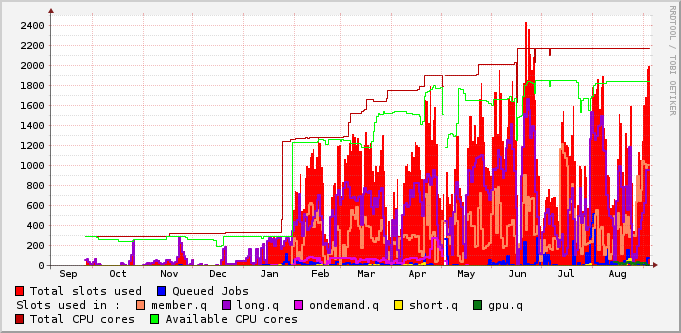 2400
2200
2000
1800
1600
1400
1200
1000
800
600
400
200
0
Sep Oct Nov Dec Jan Feb Mar Apr May Jun Jul Aug
RRDTOOL / TOBI OETIKER
Total slots used Queued Jobs
Slots used in : member.q long.q ondemand.q short.q gpu.q
Total CPU cores Available CPU cores